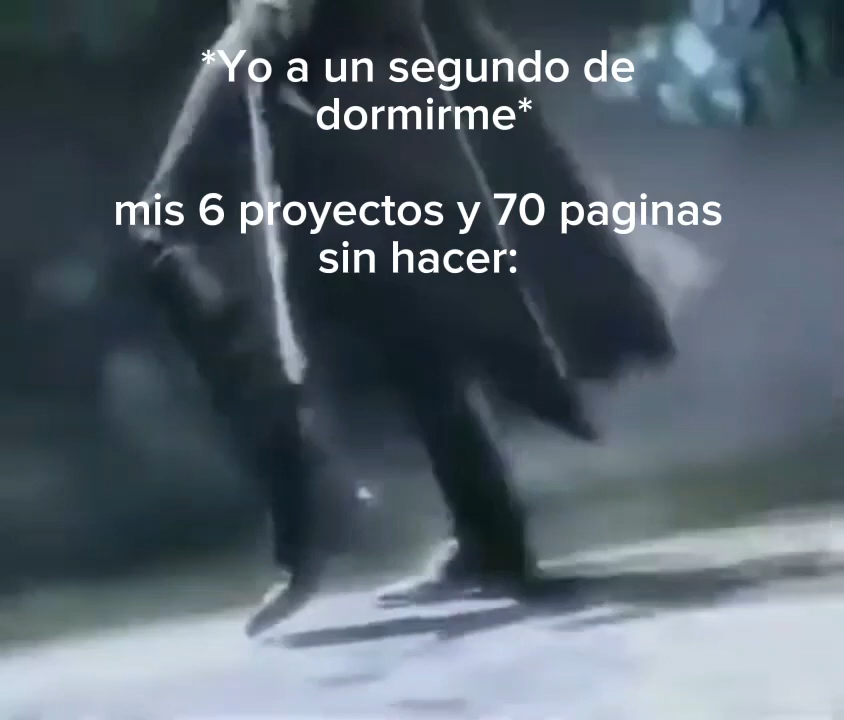 *Yo a un segundo de
dormirme*
mis 6 proyectos y 70 paginas
sin hacer: